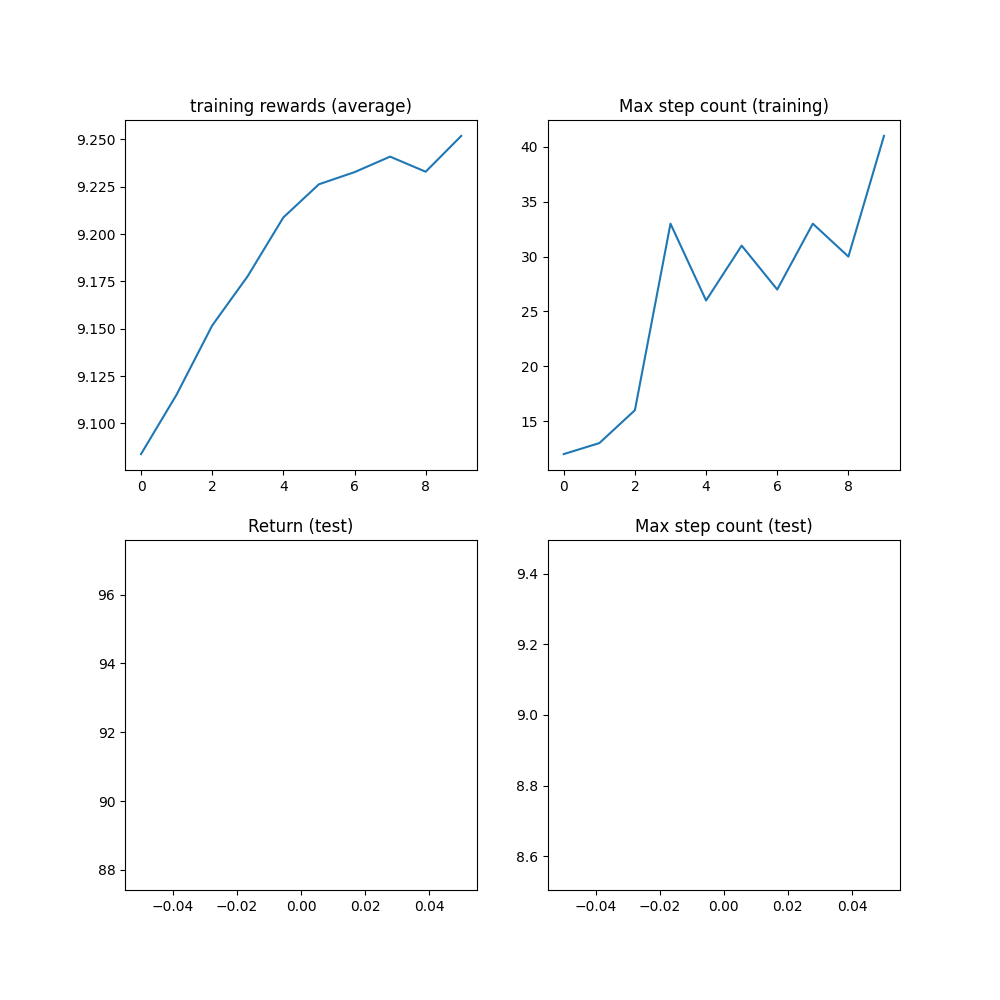 training rewards (average)
9.250
9.225
9.200
9.175
9.150
9.125
9.100
0 2 4 6 8
Max step count (training)
40
35
30
25
20
15
0 2 4 6 8
Return (test)
96
94
92
90
88
−0.04 −0.02 0.00 0.02 0.04
Max step count (test)
9.4
9.2
9.0
8.8
8.6
−0.04 −0.02 0.00 0.02 0.04